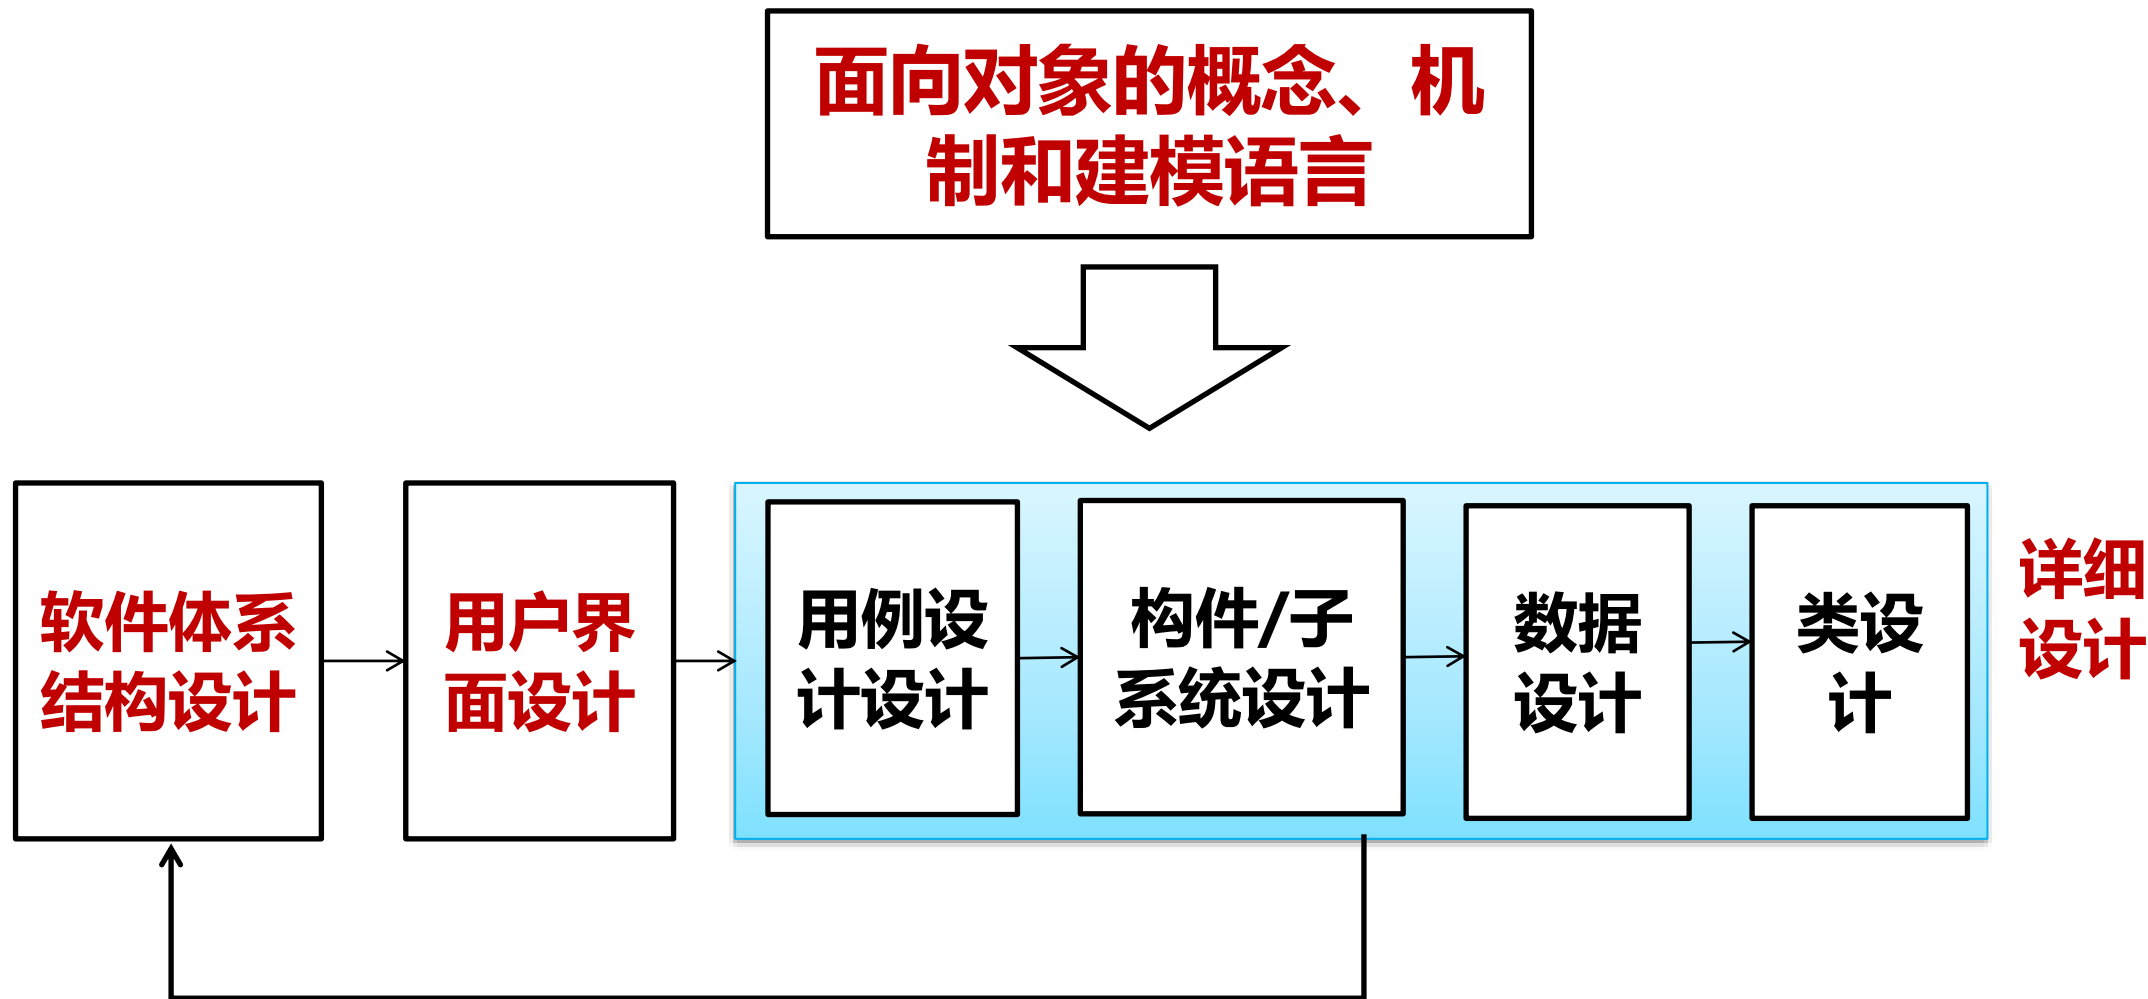 面向对象的概念、机
制和建模语言
软件体系
结构设计
用户界
面设计
用例设
计设计
构件/子
系统设计
数据
设计
类设
计
详细
设计